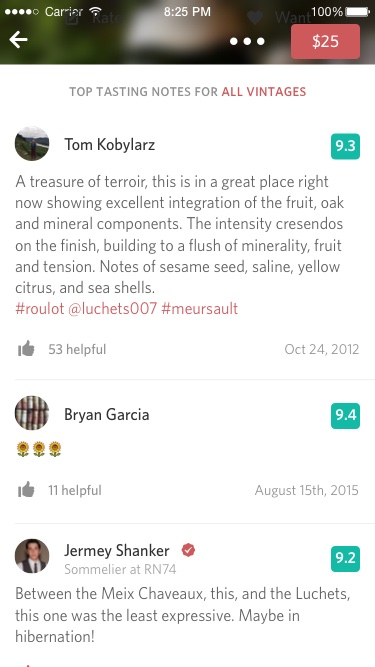 Carrier 8:25 PM 100%
Want
$25
TOP TASTING NOTES FOR ALL VINTAGES
Tom Kobylarz 9.3
A treasure of terroir, this is in a great place right
now showing excellent integration of the fruit, oak
and mineral components. The intensity cresendos
on the finish, building to a flush of minerality, fruit
and tension. Notes of sesame seed, saline, yellow
citrus, and sea shells.
#roulot @luchets007 #meursault
53 helpful Oct 24, 2012
Bryan Garcia 9.4
🌻🌻🌻
11 helpful August 15th, 2015
Jermey Shanker 9.2
Sommelier at RN74
Between the Meix Chaveaux, this, and the Luchets,
this one was the least expressive. Maybe in
hibernation!